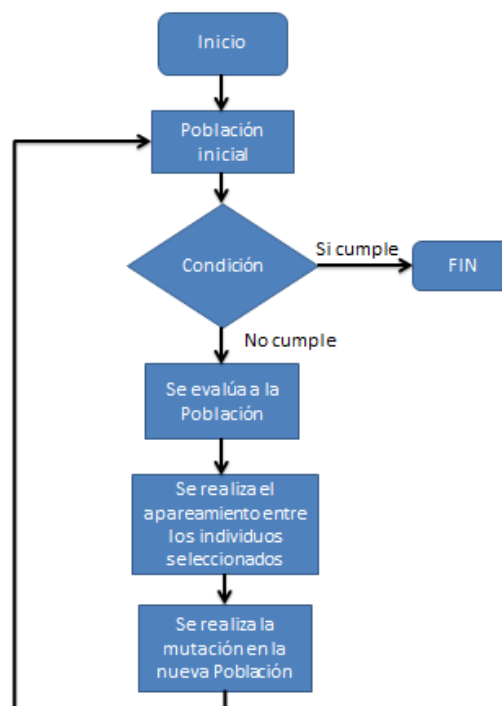 Inicio
Población
inicial
Condición
Si cumple
FIN
No cumple
Se evalúa a la
Población
Se realiza el
apareamiento entre
los individuos
seleccionados
Se realiza la
mutación en la
nueva Población